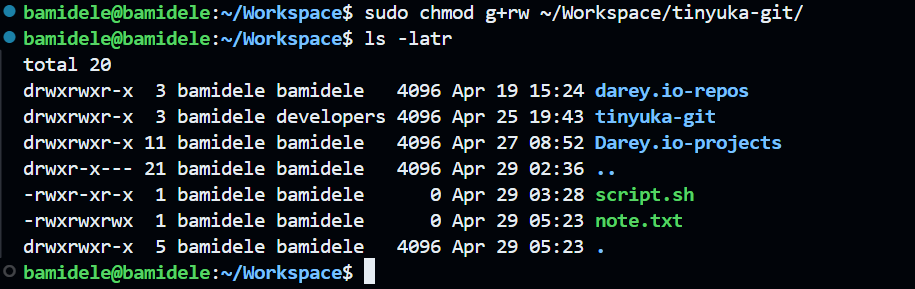 bamidele@bamidele:~/Workspace$ sudo chmod g+rw ~/Workspace/tinyuka-git/
bamidele@bamidele:~/Workspace$ ls -latr
total 20
drwxrwxr-x  3 bamidele bamidele   4096 Apr 19 15:24 darey.io-repos
drwxrwxr-x  3 bamidele developers 4096 Apr 25 19:43 tinyuka-git
drwxrwxr-x 11 bamidele bamidele   4096 Apr 27 08:52 Darey.io-projects
drwxr-x--- 21 bamidele bamidele   4096 Apr 29 02:36 ..
-rwxr-xr-x  1 bamidele bamidele      0 Apr 29 03:28 script.sh
-rwxrwxrwx  1 bamidele bamidele      0 Apr 29 05:23 note.txt
drwxrwxr-x  5 bamidele bamidele   4096 Apr 29 05:23 .
bamidele@bamidele:~/Workspace$